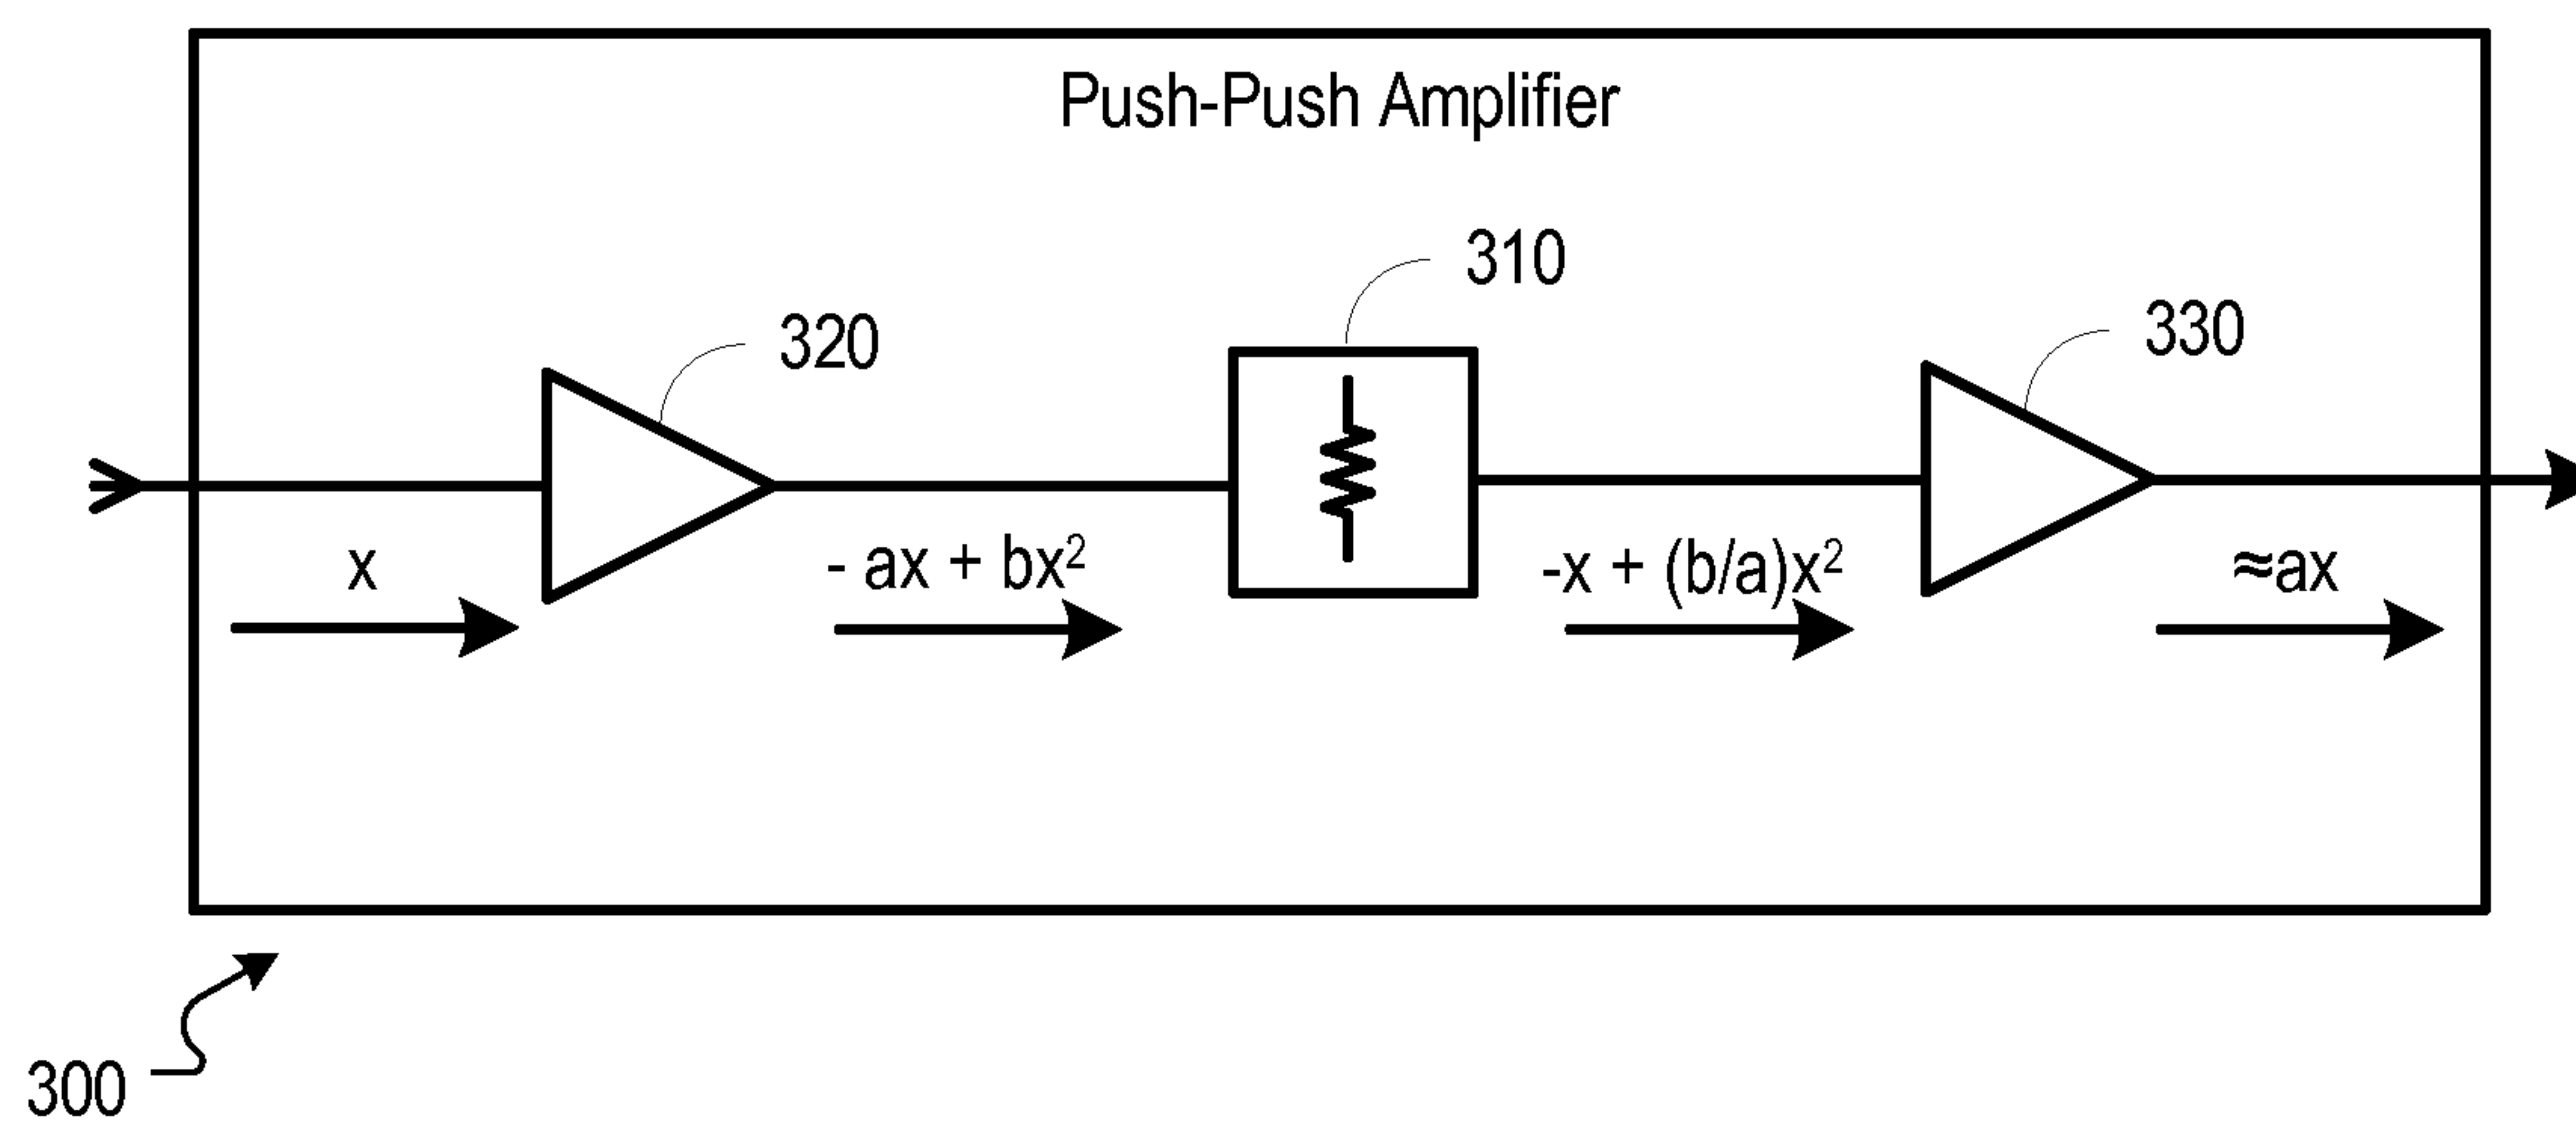 Push-Push Amplifier
310
320
330
x
- ax + bx²
-x + (b/a)x²
≈ax
300